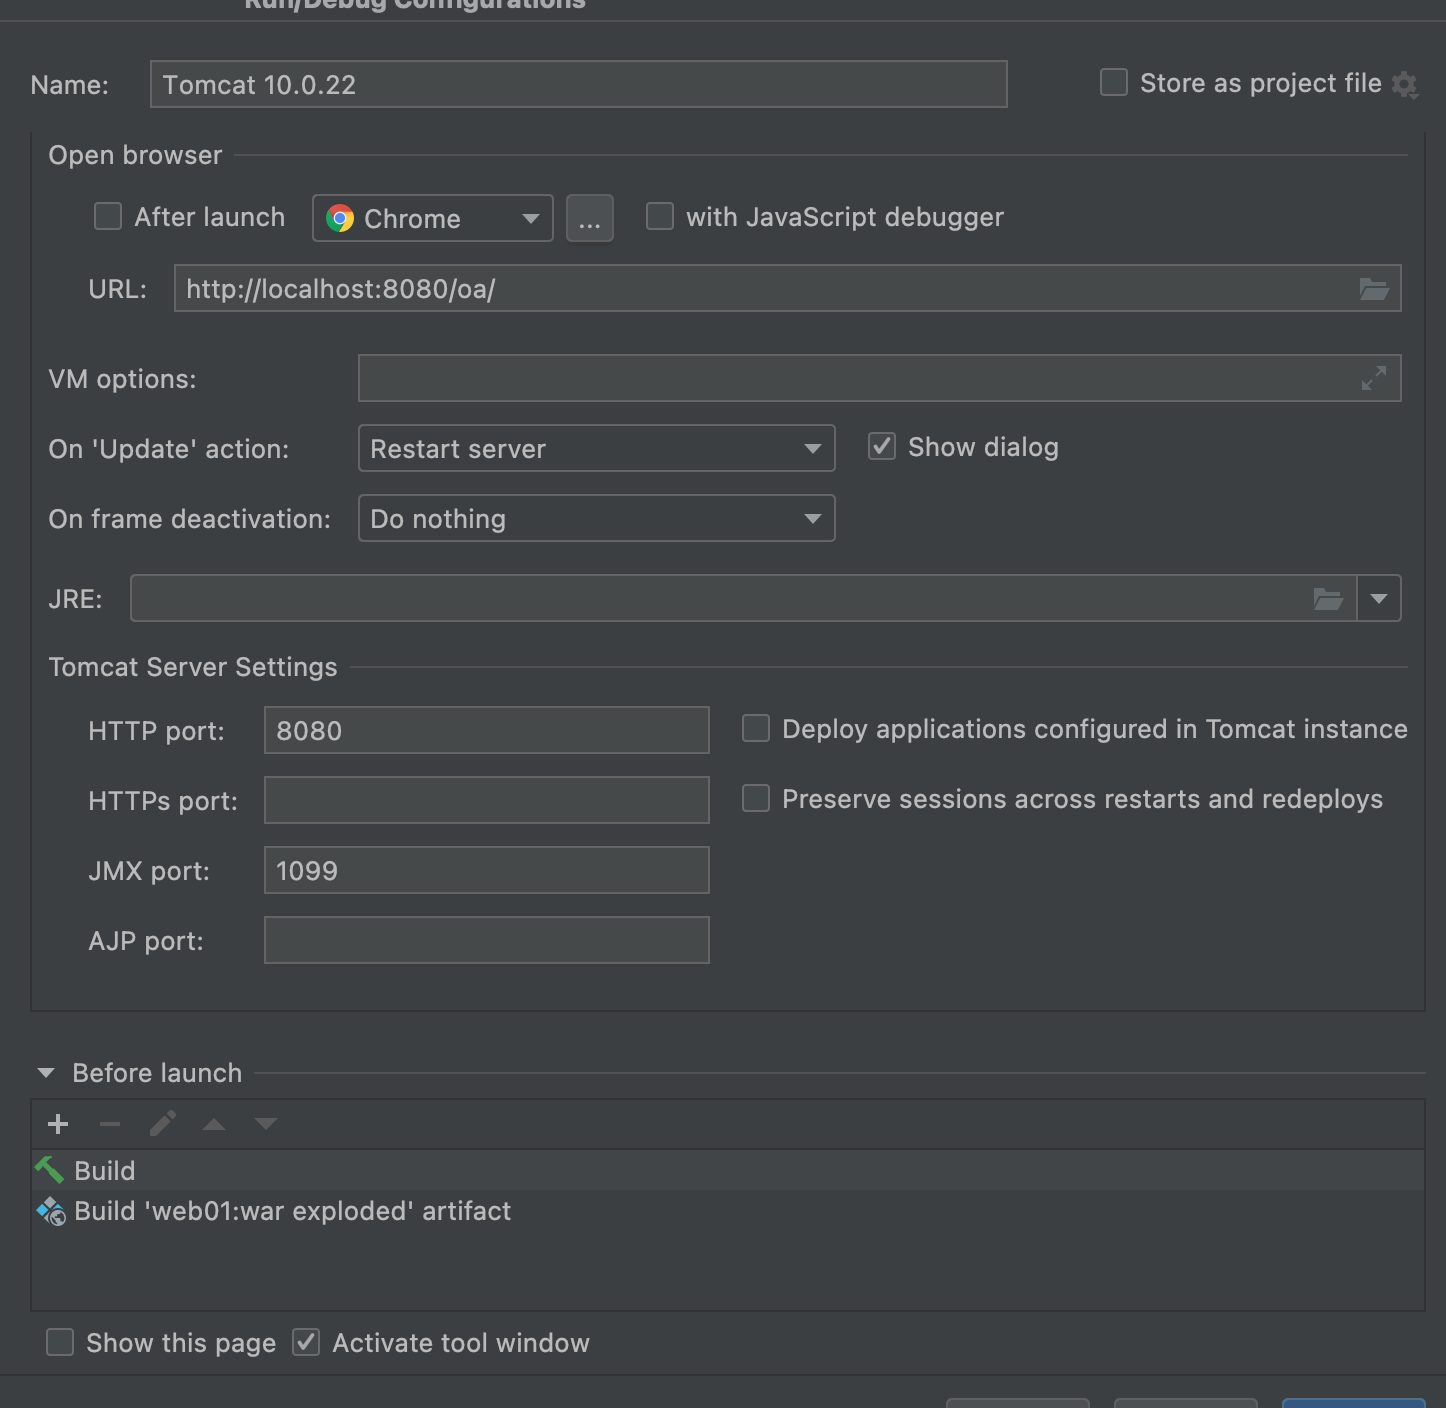 Run/Debug Configurations
Name: Tomcat 10.0.22 Store as project file
Open browser
After launch Chrome ... with JavaScript debugger
URL: http://localhost:8080/oa/
VM options:
On 'Update' action: Restart server Show dialog
On frame deactivation: Do nothing
JRE:
Tomcat Server Settings
HTTP port: 8080 Deploy applications configured in Tomcat instance
HTTPs port: Preserve sessions across restarts and redeploys
JMX port: 1099
AJP port:
Before launch
Build
Build 'web01:war exploded' artifact
Show this page Activate tool window